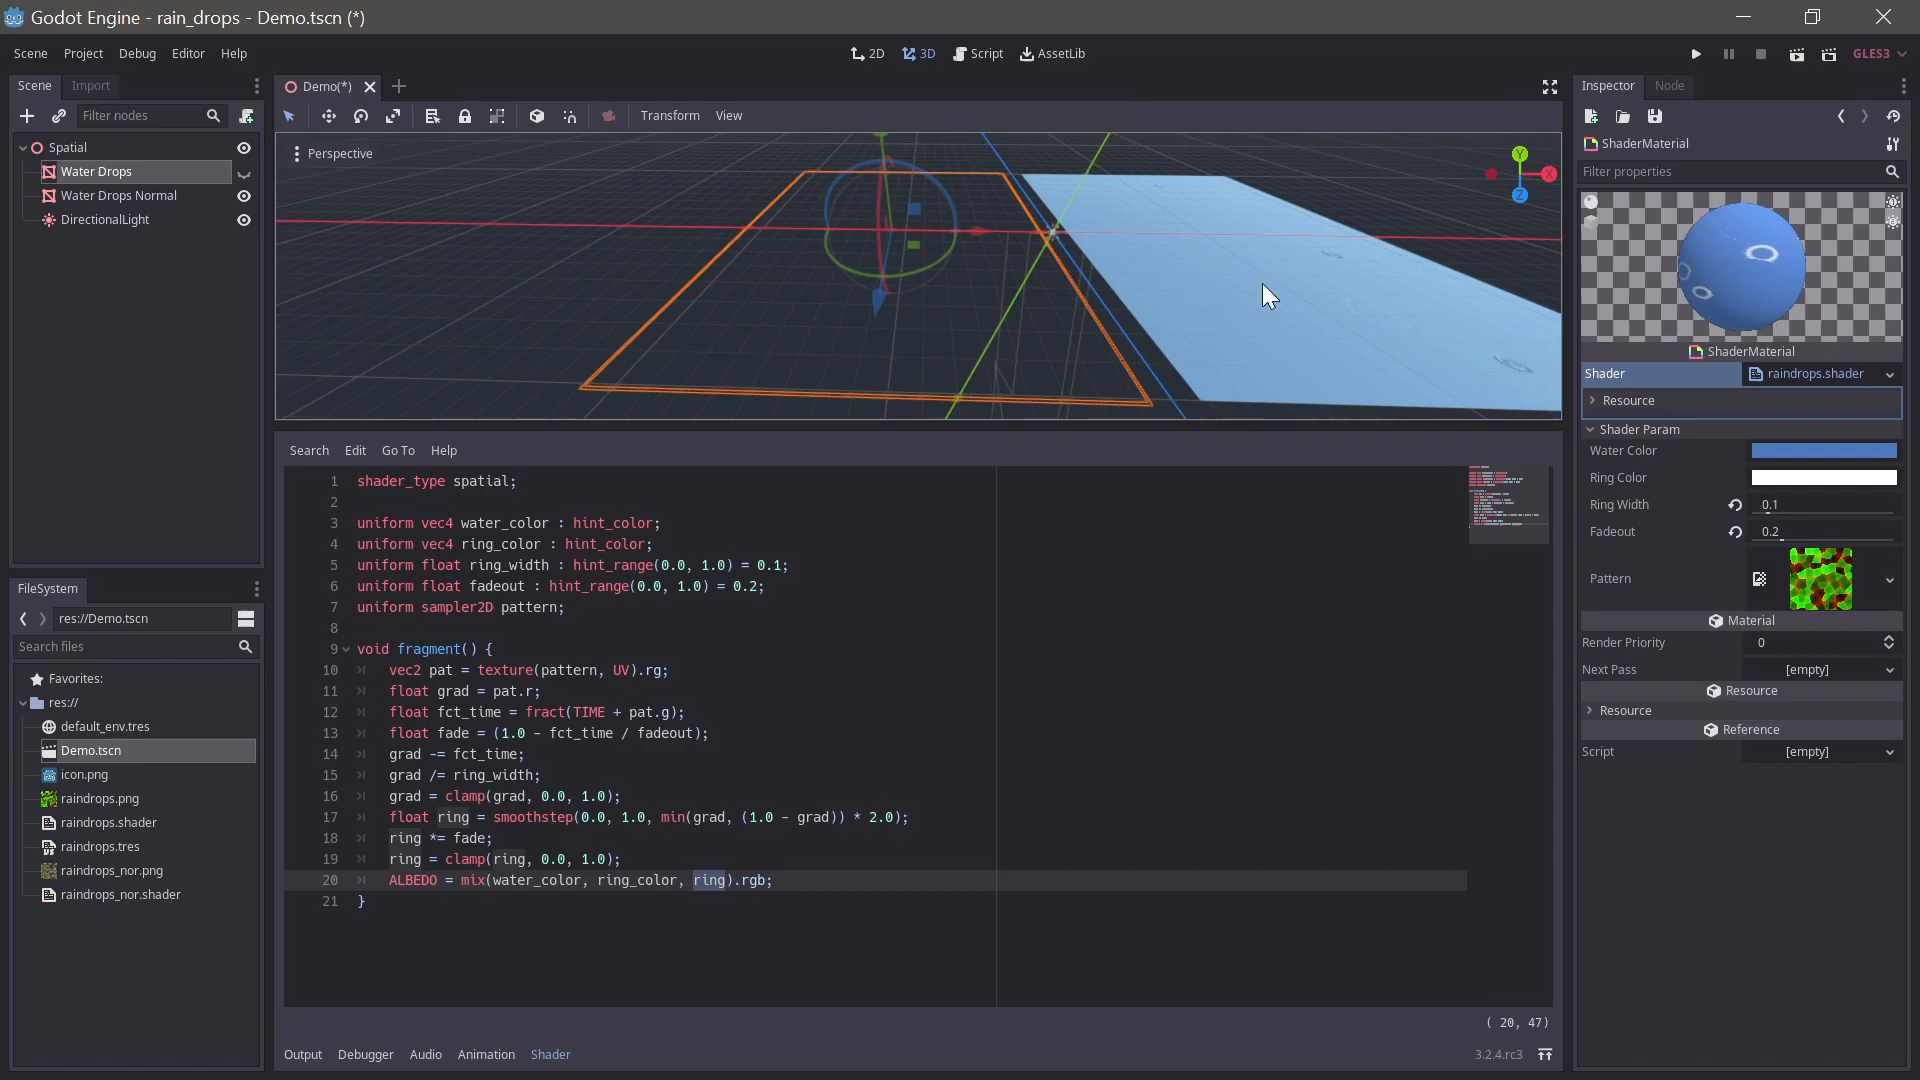 Godot Engine - rain_drops - Demo.tscn (*)
Scene Project Debug Editor Help
2D 3D Script AssetLib
GLES3
Scene Import
Filter nodes
Spatial
Water Drops
Water Drops Normal
DirectionalLight
FileSystem
res://Demo.tscn
Search files
Favorites:
res://
default_env.tres
Demo.tscn
icon.png
raindrops.png
raindrops.shader
raindrops.tres
raindrops_nor.png
raindrops_nor.shader
Demo(*)
Transform View
Perspective
Y
X
Z
Search Edit Go To Help
1 shader_type spatial;
2
3 uniform vec4 water_color : hint_color;
4 uniform vec4 ring_color : hint_color;
5 uniform float ring_width : hint_range(0.0, 1.0) = 0.1;
6 uniform float fadeout : hint_range(0.0, 1.0) = 0.2;
7 uniform sampler2D pattern;
8
9 void fragment() {
10 vec2 pat = texture(pattern, UV).rg;
11 float grad = pat.r;
12 float fct_time = fract(TIME + pat.g);
13 float fade = (1.0 - fct_time / fadeout);
14 grad -= fct_time;
15 grad /= ring_width;
16 grad = clamp(grad, 0.0, 1.0);
17 float ring = smoothstep(0.0, 1.0, min(grad, (1.0 - grad)) * 2.0);
18 ring *= fade;
19 ring = clamp(ring, 0.0, 1.0);
20 ALBEDO = mix(water_color, ring_color, ring).rgb;
21 }
( 20, 47)
Output Debugger Audio Animation Shader
3.2.4.rc3
Inspector Node
ShaderMaterial
Filter properties
ShaderMaterial
Shader raindrops.shader
Resource
Shader Param
Water Color
Ring Color
Ring Width 0.1
Fadeout 0.2
Pattern
Material
Render Priority 0
Next Pass [empty]
Resource
Resource
Reference
Script [empty]